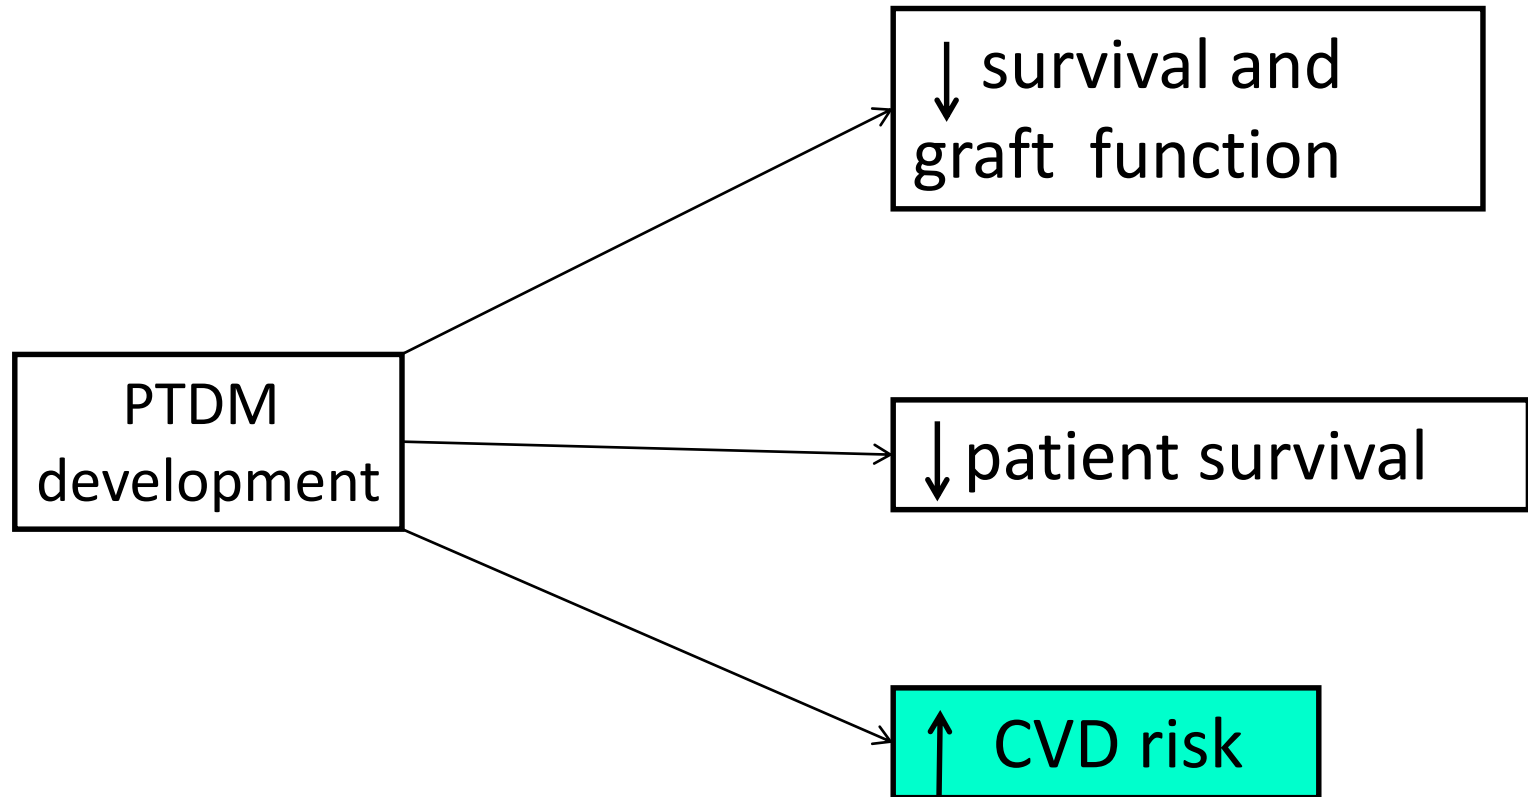 ↓ survival and
graft function
PTDM
development
↓ patient survival
↑ CVD risk